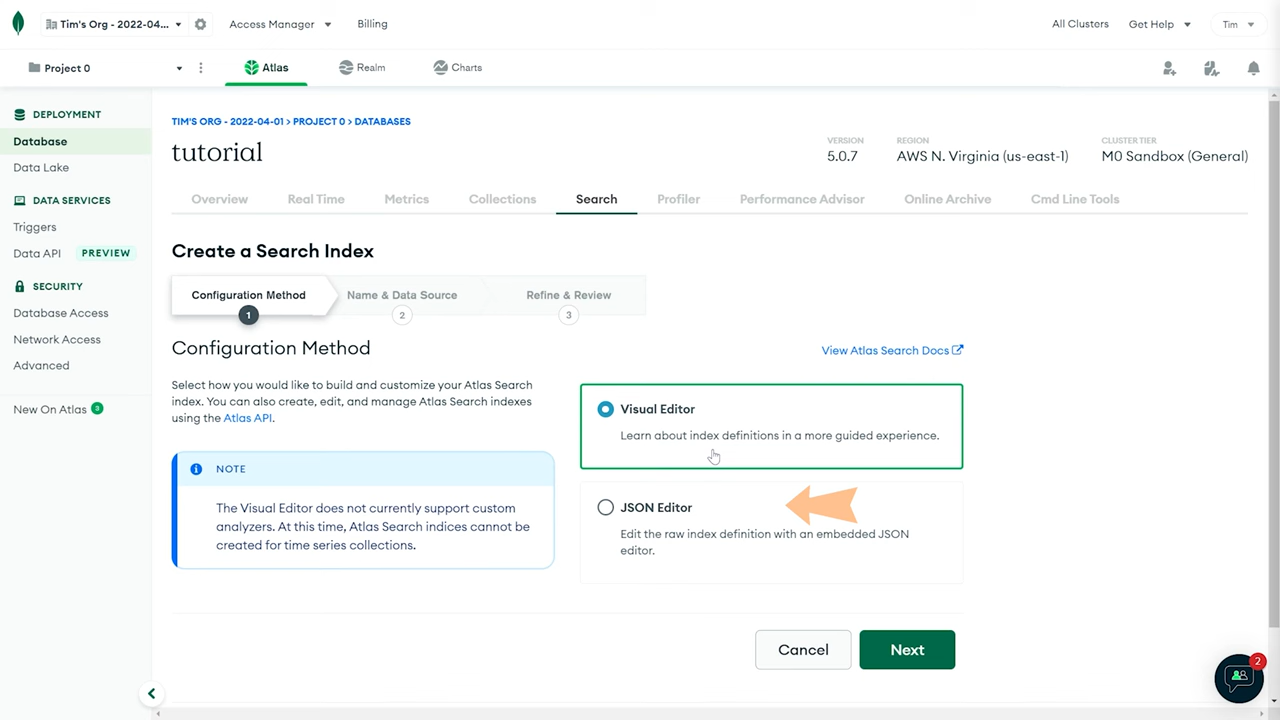 Tim's Org - 2022-04...
Access Manager
Billing
All Clusters
Get Help
Tim
Project 0
Atlas
Realm
Charts
DEPLOYMENT
Database
Data Lake
DATA SERVICES
Triggers
Data API PREVIEW
SECURITY
Database Access
Network Access
Advanced
New On Atlas 3
TIM'S ORG - 2022-04-01 > PROJECT 0 > DATABASES
tutorial
VERSION
5.0.7
REGION
AWS N. Virginia (us-east-1)
CLUSTER TIER
M0 Sandbox (General)
Overview
Real Time
Metrics
Collections
Search
Profiler
Performance Advisor
Online Archive
Cmd Line Tools
Create a Search Index
Configuration Method
1
Name & Data Source
2
Refine & Review
3
Configuration Method
View Atlas Search Docs
Select how you would like to build and customize your Atlas Search
index. You can also create, edit, and manage Atlas Search indexes
using the Atlas API.
NOTE
The Visual Editor does not currently support custom
analyzers. At this time, Atlas Search indices cannot be
created for time series collections.
Visual Editor
Learn about index definitions in a more guided experience.
JSON Editor
Edit the raw index definition with an embedded JSON
editor.
Cancel
Next
2